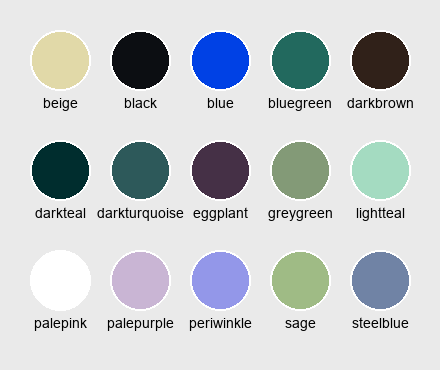 beige black blue bluegreen darkbrown
darkteal darkturquoise eggplant greygreen lightteal
palepink palepurple periwinkle sage steelblue